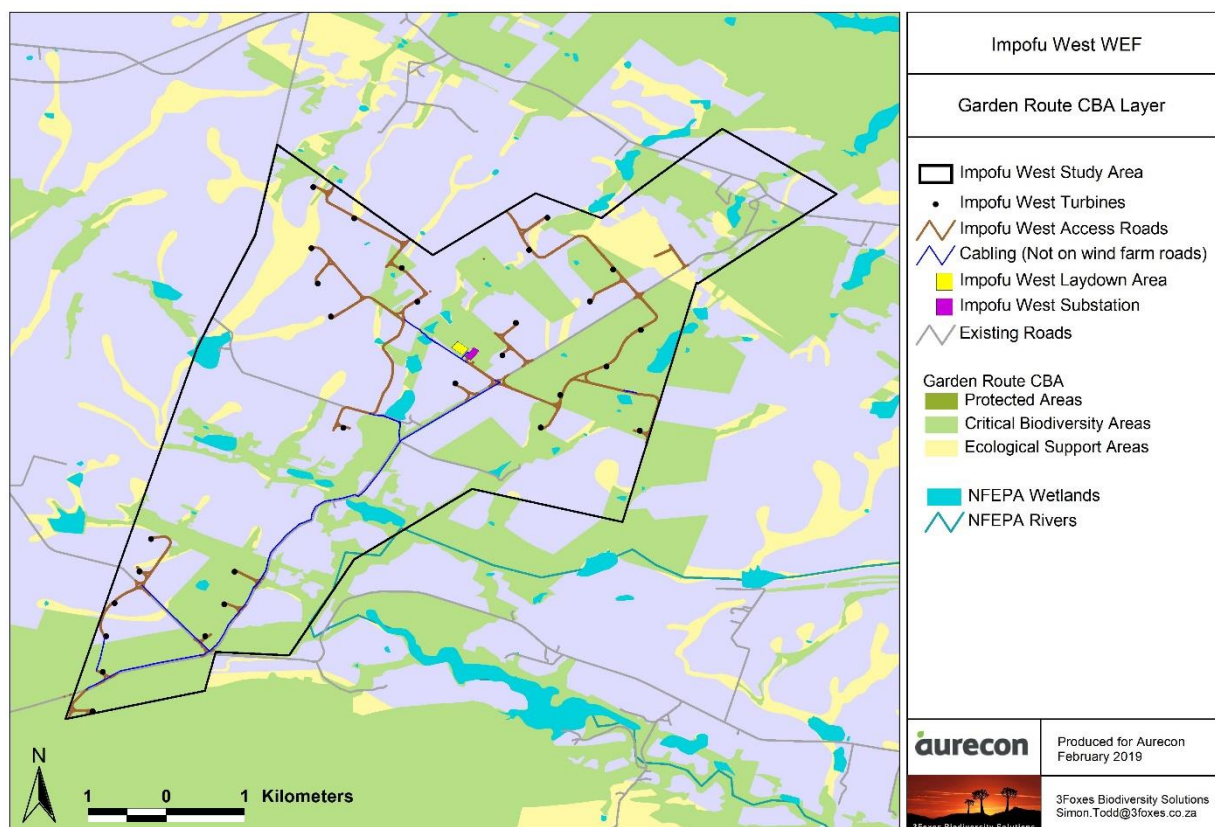 Impofu West WEF
Garden Route CBA Layer
Impofu West Study Area
Impofu West Turbines
Impofu West Access Roads
Cabling (Not on wind farm roads)
Impofu West Laydown Area
Impofu West Substation
Existing Roads
Garden Route CBA
Protected Areas
Critical Biodiversity Areas
Ecological Support Areas
NFEPA Wetlands
NFEPA Rivers
N
1 0 1 Kilometers
aurecon
Produced for Aurecon
February 2019
3Foxes Biodiversity Solutions
3Foxes Biodiversity Solutions
Simon.Todd@3foxes.co.za